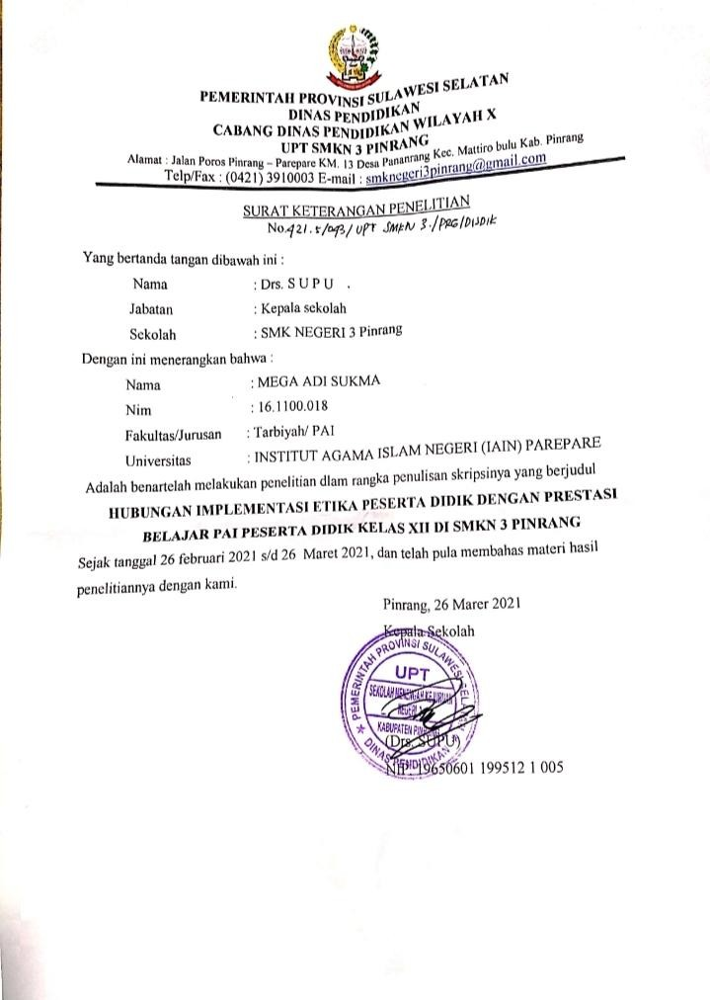 PEMERINTAH PROVINSI SULAWESI SELATAN
DINAS PENDIDIKAN
CABANG DINAS PENDIDIKAN WILAYAH X
UPT SMKN 3 PINRANG
Alamat : Jalan Poros Pinrang – Parepare KM. 13 Desa Pananrang Kec. Mattiro bulu Kab. Pinrang
Telp/Fax : (0421) 3910003 E-mail : smknegeri3pinrang@gmail.com
SURAT KETERANGAN PENELITIAN
No.421.5/093/UPT SMKN 3./PRG/DISDIK
Yang bertanda tangan dibawah ini :
Nama : Drs. S U P U .
Jabatan : Kepala sekolah
Sekolah : SMK NEGERI 3 Pinrang
Dengan ini menerangkan bahwa :
Nama : MEGA ADI SUKMA
Nim : 16.1100.018
Fakultas/Jurusan : Tarbiyah/ PAI
Universitas : INSTITUT AGAMA ISLAM NEGERI (IAIN) PAREPARE
Adalah benartelah melakukan penelitian dlam rangka penulisan skripsinya yang berjudul
HUBUNGAN IMPLEMENTASI ETIKA PESERTA DIDIK DENGAN PRESTASI
BELAJAR PAI PESERTA DIDIK KELAS XII DI SMKN 3 PINRANG
Sejak tanggal 26 februari 2021 s/d 26 Maret 2021, dan telah pula membahas materi hasil
penelitiannya dengan kami.
Pinrang, 26 Marer 2021
Kepala Sekolah
PEMERINTAH PROVINSI SULAWESI SELATAN
UPT
SEKOLAH MENENGAH KEJURUAN
NEGERI
KABUPATEN PINRANG
DINAS PENDIDIKAN
(Drs. SUPU)
NIP. 19650601 199512 1 005